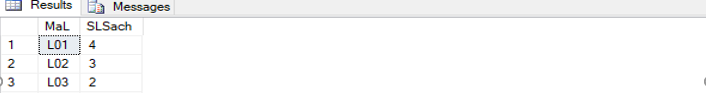 Results Messages
MaL SLSach
1 L01 4
2 L02 3
3 L03 2